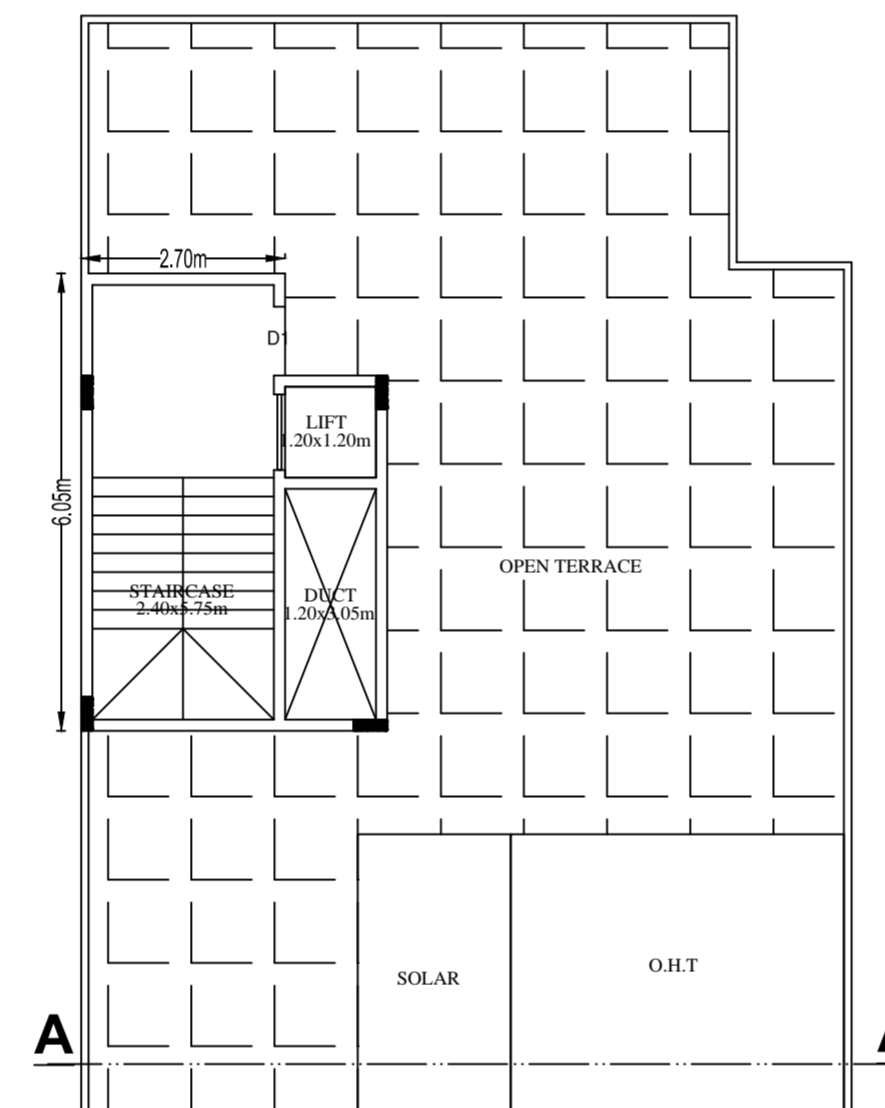 2.70m
D1
LIFT
1.20x1.20m
6.05m
OPEN TERRACE
STAIRCASE
2.40x5.75m
DUCT
1.20x3.05m
O.H.T
SOLAR
A